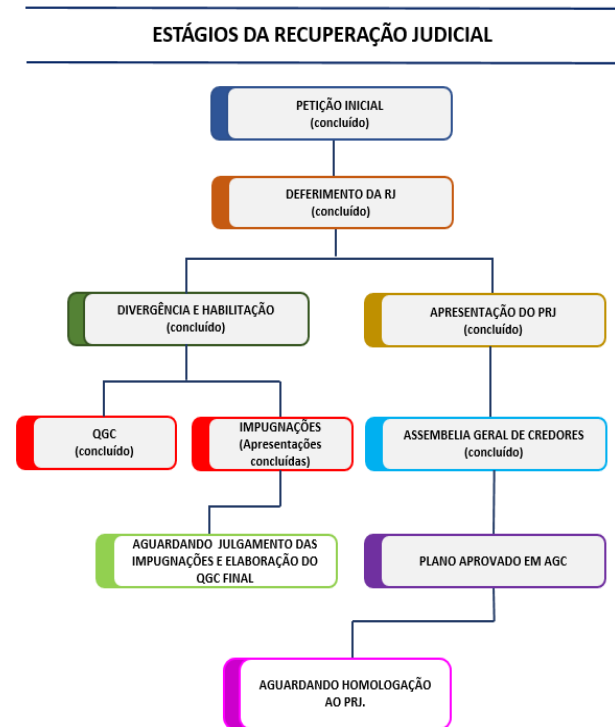 ESTÁGIOS DA RECUPERAÇÃO JUDICIAL
PETIÇÃO INICIAL
(concluído)
DEFERIMENTO DA RJ
(concluído)
DIVERGÊNCIA E HABILITAÇÃO
(concluído)
APRESENTAÇÃO DO PRJ
(concluído)
QGC
(concluído)
IMPUGNAÇÕES
(Apresentações
concluídas)
ASSEMBELIA GERAL DE CREDORES
(concluído)
AGUARDANDO JULGAMENTO DAS
IMPUGNAÇÕES E ELABORAÇÃO DO
QGC FINAL
PLANO APROVADO EM AGC
AGUARDANDO HOMOLOGAÇÃO
AO PRJ.